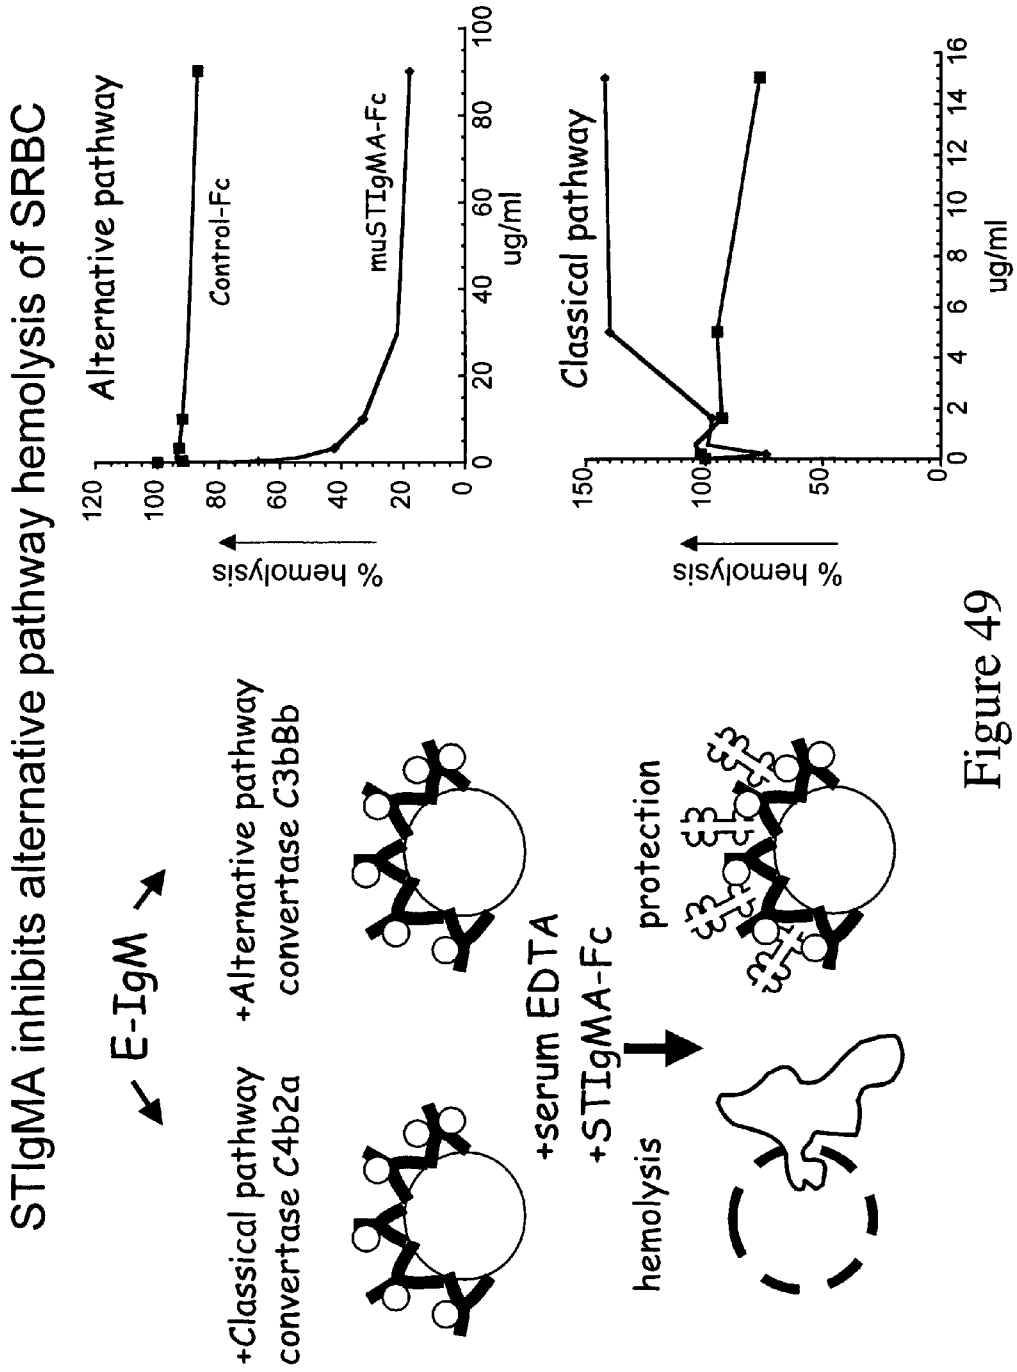 STIgMA inhibits alternative pathway hemolysis of SRBC
E-IgM
+Classical pathway
convertase C4b2a
+Alternative pathway
convertase C3bBb
+serum EDTA
+STIgMA-Fc
hemolysis
protection
Alternative pathway
% hemolysis
120
100
80
60
40
20
0
Control-Fc
muSTIgMA-Fc
0
20
40
60
80
100
ug/ml
Classical pathway
% hemolysis
150
100
50
0
0
2
4
6
8
10
12
14
16
ug/ml
Figure 49